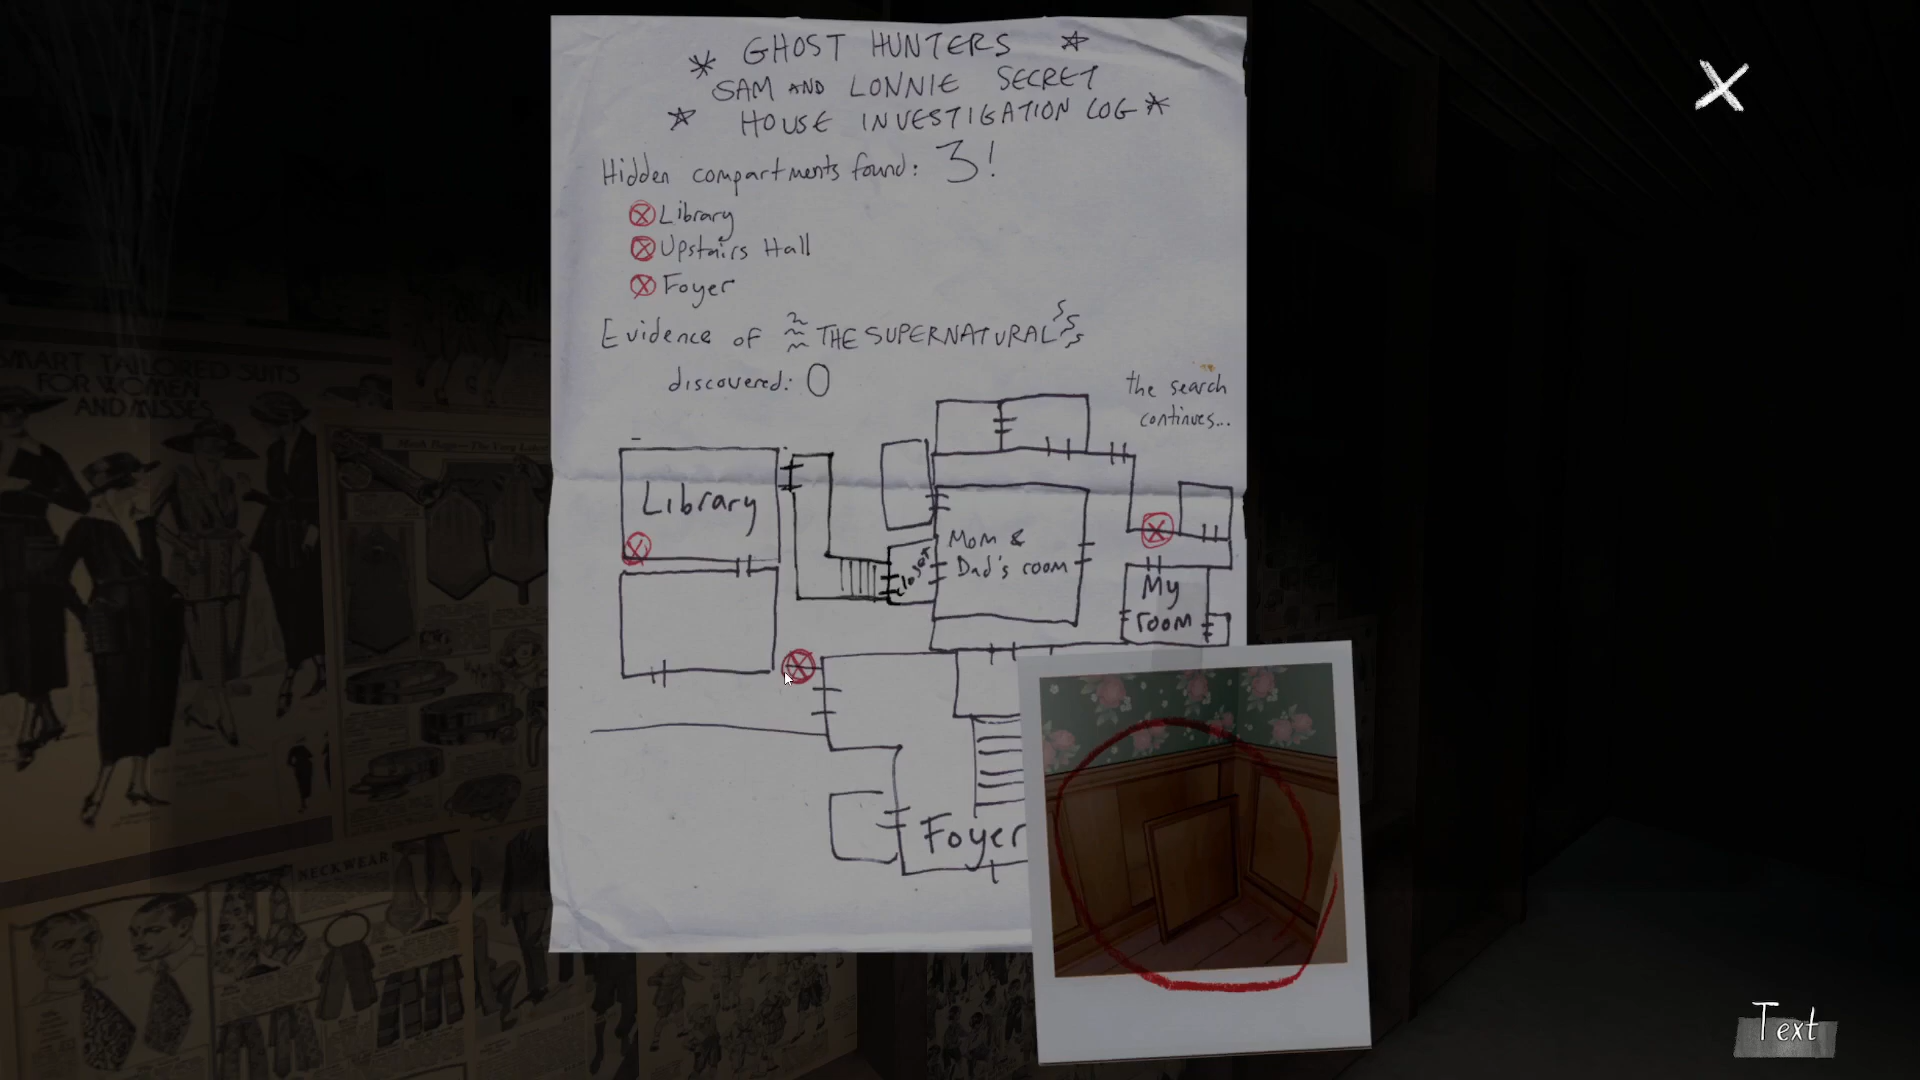 GHOST HUNTERS
SAM AND LONNIE SECRET
HOUSE INVESTIGATION LOG
Hidden compartments found: 3!
Library
Upstairs Hall
Foyer
Evidence of THE SUPERNATURAL
discovered: 0
the search
continues...
Library
Mom &
Dad's room
Closet
My
room
Foyer
SMART TAILORED SUITS
FOR WOMEN
AND MISSES
NECKWEAR
Text